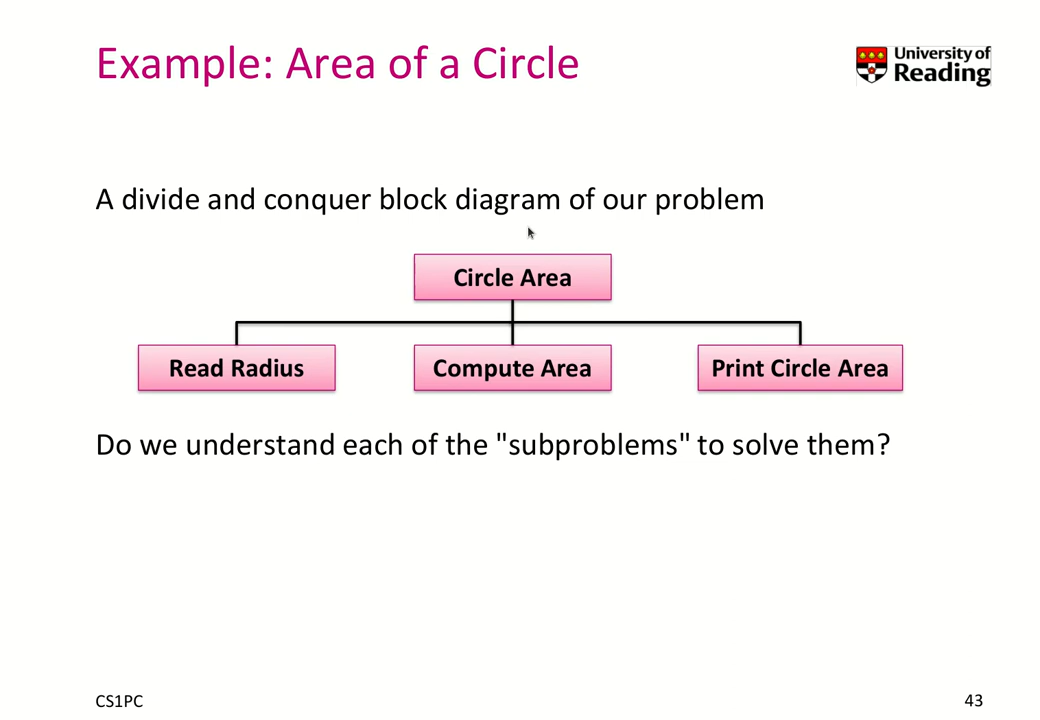 Example: Area of a Circle
University of
Reading
A divide and conquer block diagram of our problem
Circle Area
Read Radius
Compute Area
Print Circle Area
Do we understand each of the "subproblems" to solve them?
CS1PC
43